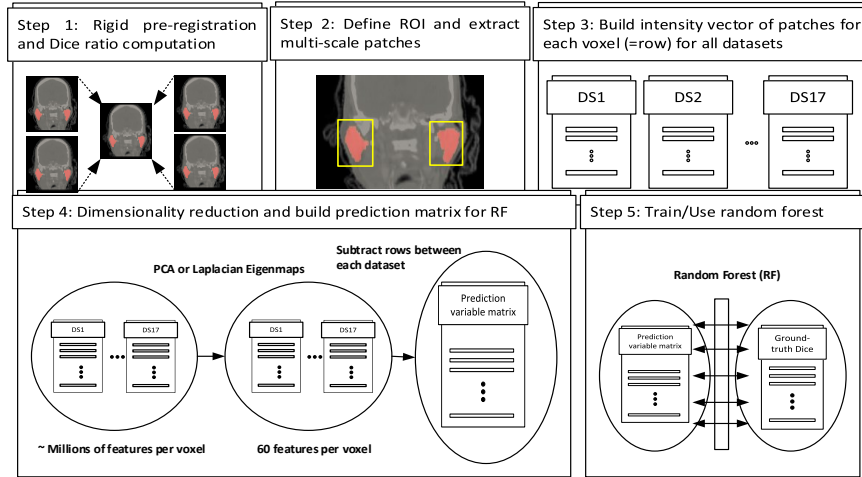 Step 1: Rigid pre-registration
and Dice ratio computation
Step 2: Define ROI and extract
multi-scale patches
Step 3: Build intensity vector of patches for
each voxel (=row) for all datasets
DS1
DS2
DS17
Step 4: Dimensionality reduction and build prediction matrix for RF
PCA or Laplacian Eigenmaps
Subtract rows between
each dataset
DS1
DS17
DS1
DS17
Prediction
variable matrix
~ Millions of features per voxel
60 features per voxel
Step 5: Train/Use random forest
Random Forest (RF)
Prediction
variable matrix
Ground-
truth Dice